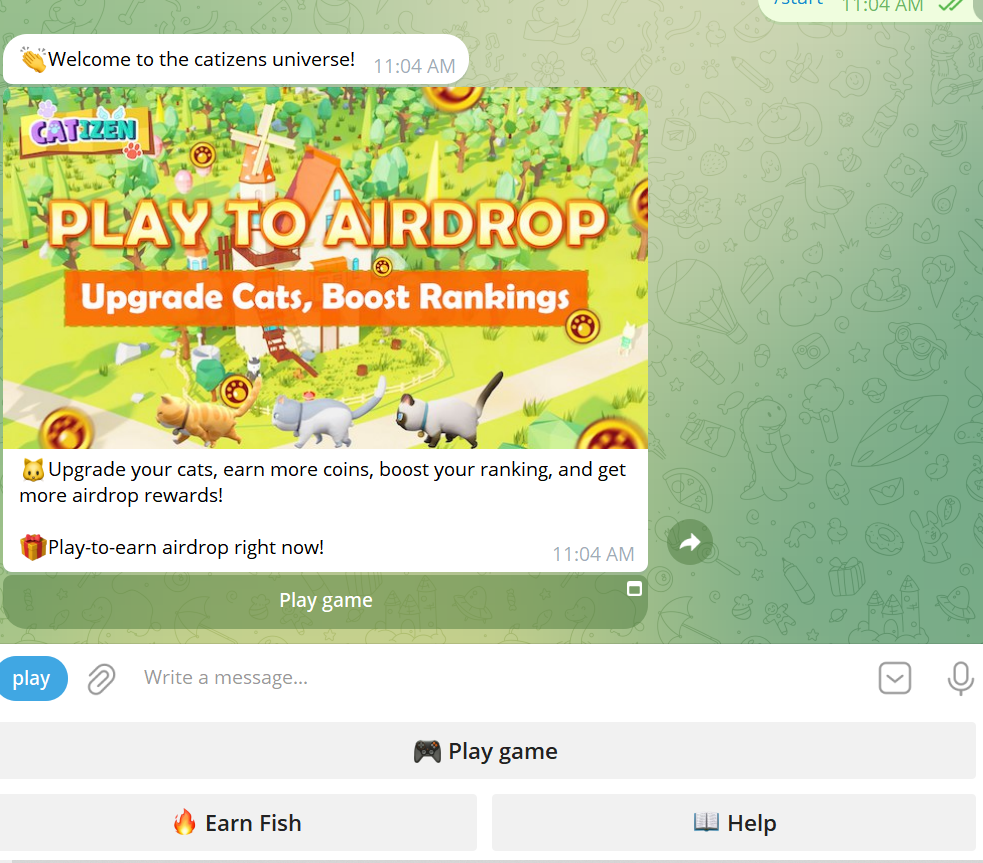 /start 11:04 AM
👏Welcome to the catizens universe! 11:04 AM
CATIZEN
PLAY TO AIRDROP
Upgrade Cats, Boost Rankings
🐱Upgrade your cats, earn more coins, boost your ranking, and get
more airdrop rewards!
🎁Play-to-earn airdrop right now! 11:04 AM
Play game
play Write a message...
🎮 Play game
🔥 Earn Fish
📖 Help